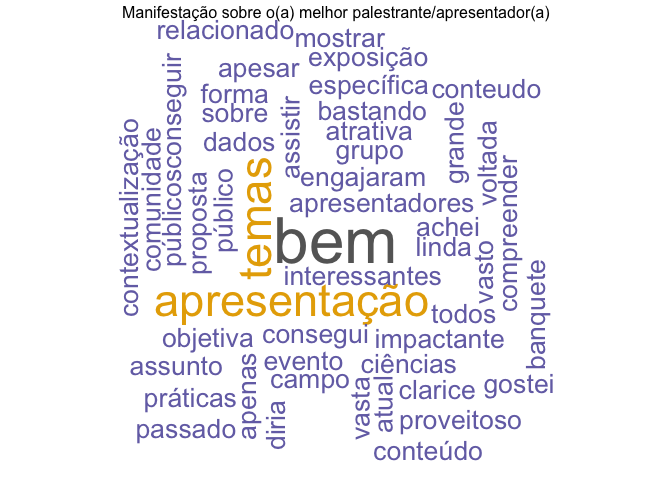 Manifestação sobre o(a) melhor palestrante/apresentador(a)
relacionado
mostrar
exposição
apesar
conseguir
específica
conteudo
forma
bastando
sobre
assistir
atrativa
grande
dados
grupo
voltada
contextualização
comunidade
públicos
proposta
público
temas
engajaram
compreender
apresentadores
bem
achei
linda
vasto
interessantes
apresentação
todos
banquete
objetiva
consegui
impactante
assunto
apenas
evento
ciências
campo
vasta
atual
clarice
gostei
práticas
diria
proveitoso
passado
conteúdo